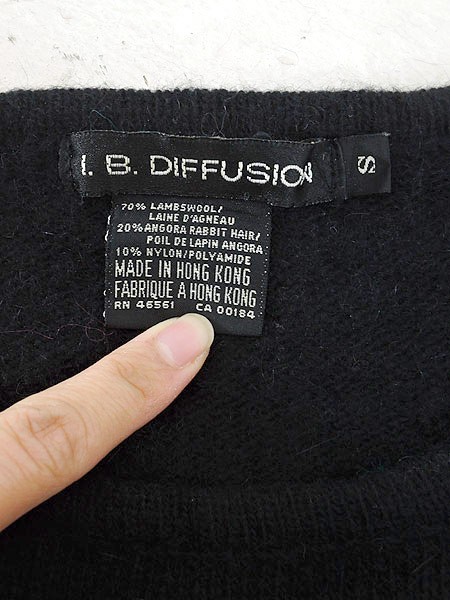 I. B. DIFFUSION
S
70% LAMBSWOOL/
LAINE D'AGNEAU
20% ANGORA RABBIT HAIR/
POIL DE LAPIN ANGORA
10% NYLON/POLYAMIDE
MADE IN HONG KONG
FABRIQUE A HONG KONG
RN 46561 CA 00184